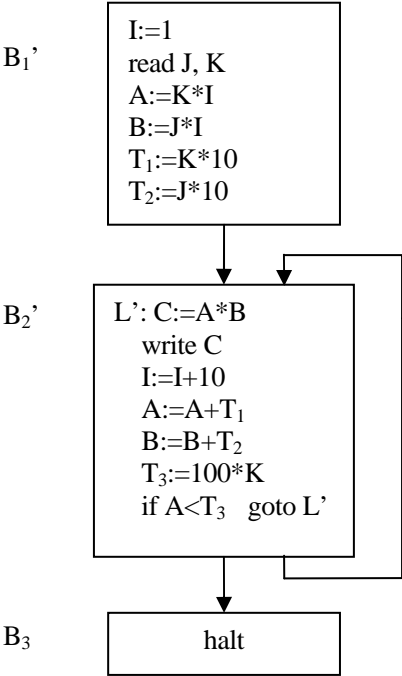 B₁’
I:=1
read J, K
A:=K*I
B:=J*I
T₁:=K*10
T₂:=J*10
B₂’
L’: C:=A*B
write C
I:=I+10
A:=A+T₁
B:=B+T₂
T₃:=100*K
if A<T₃ goto L’
B₃
halt